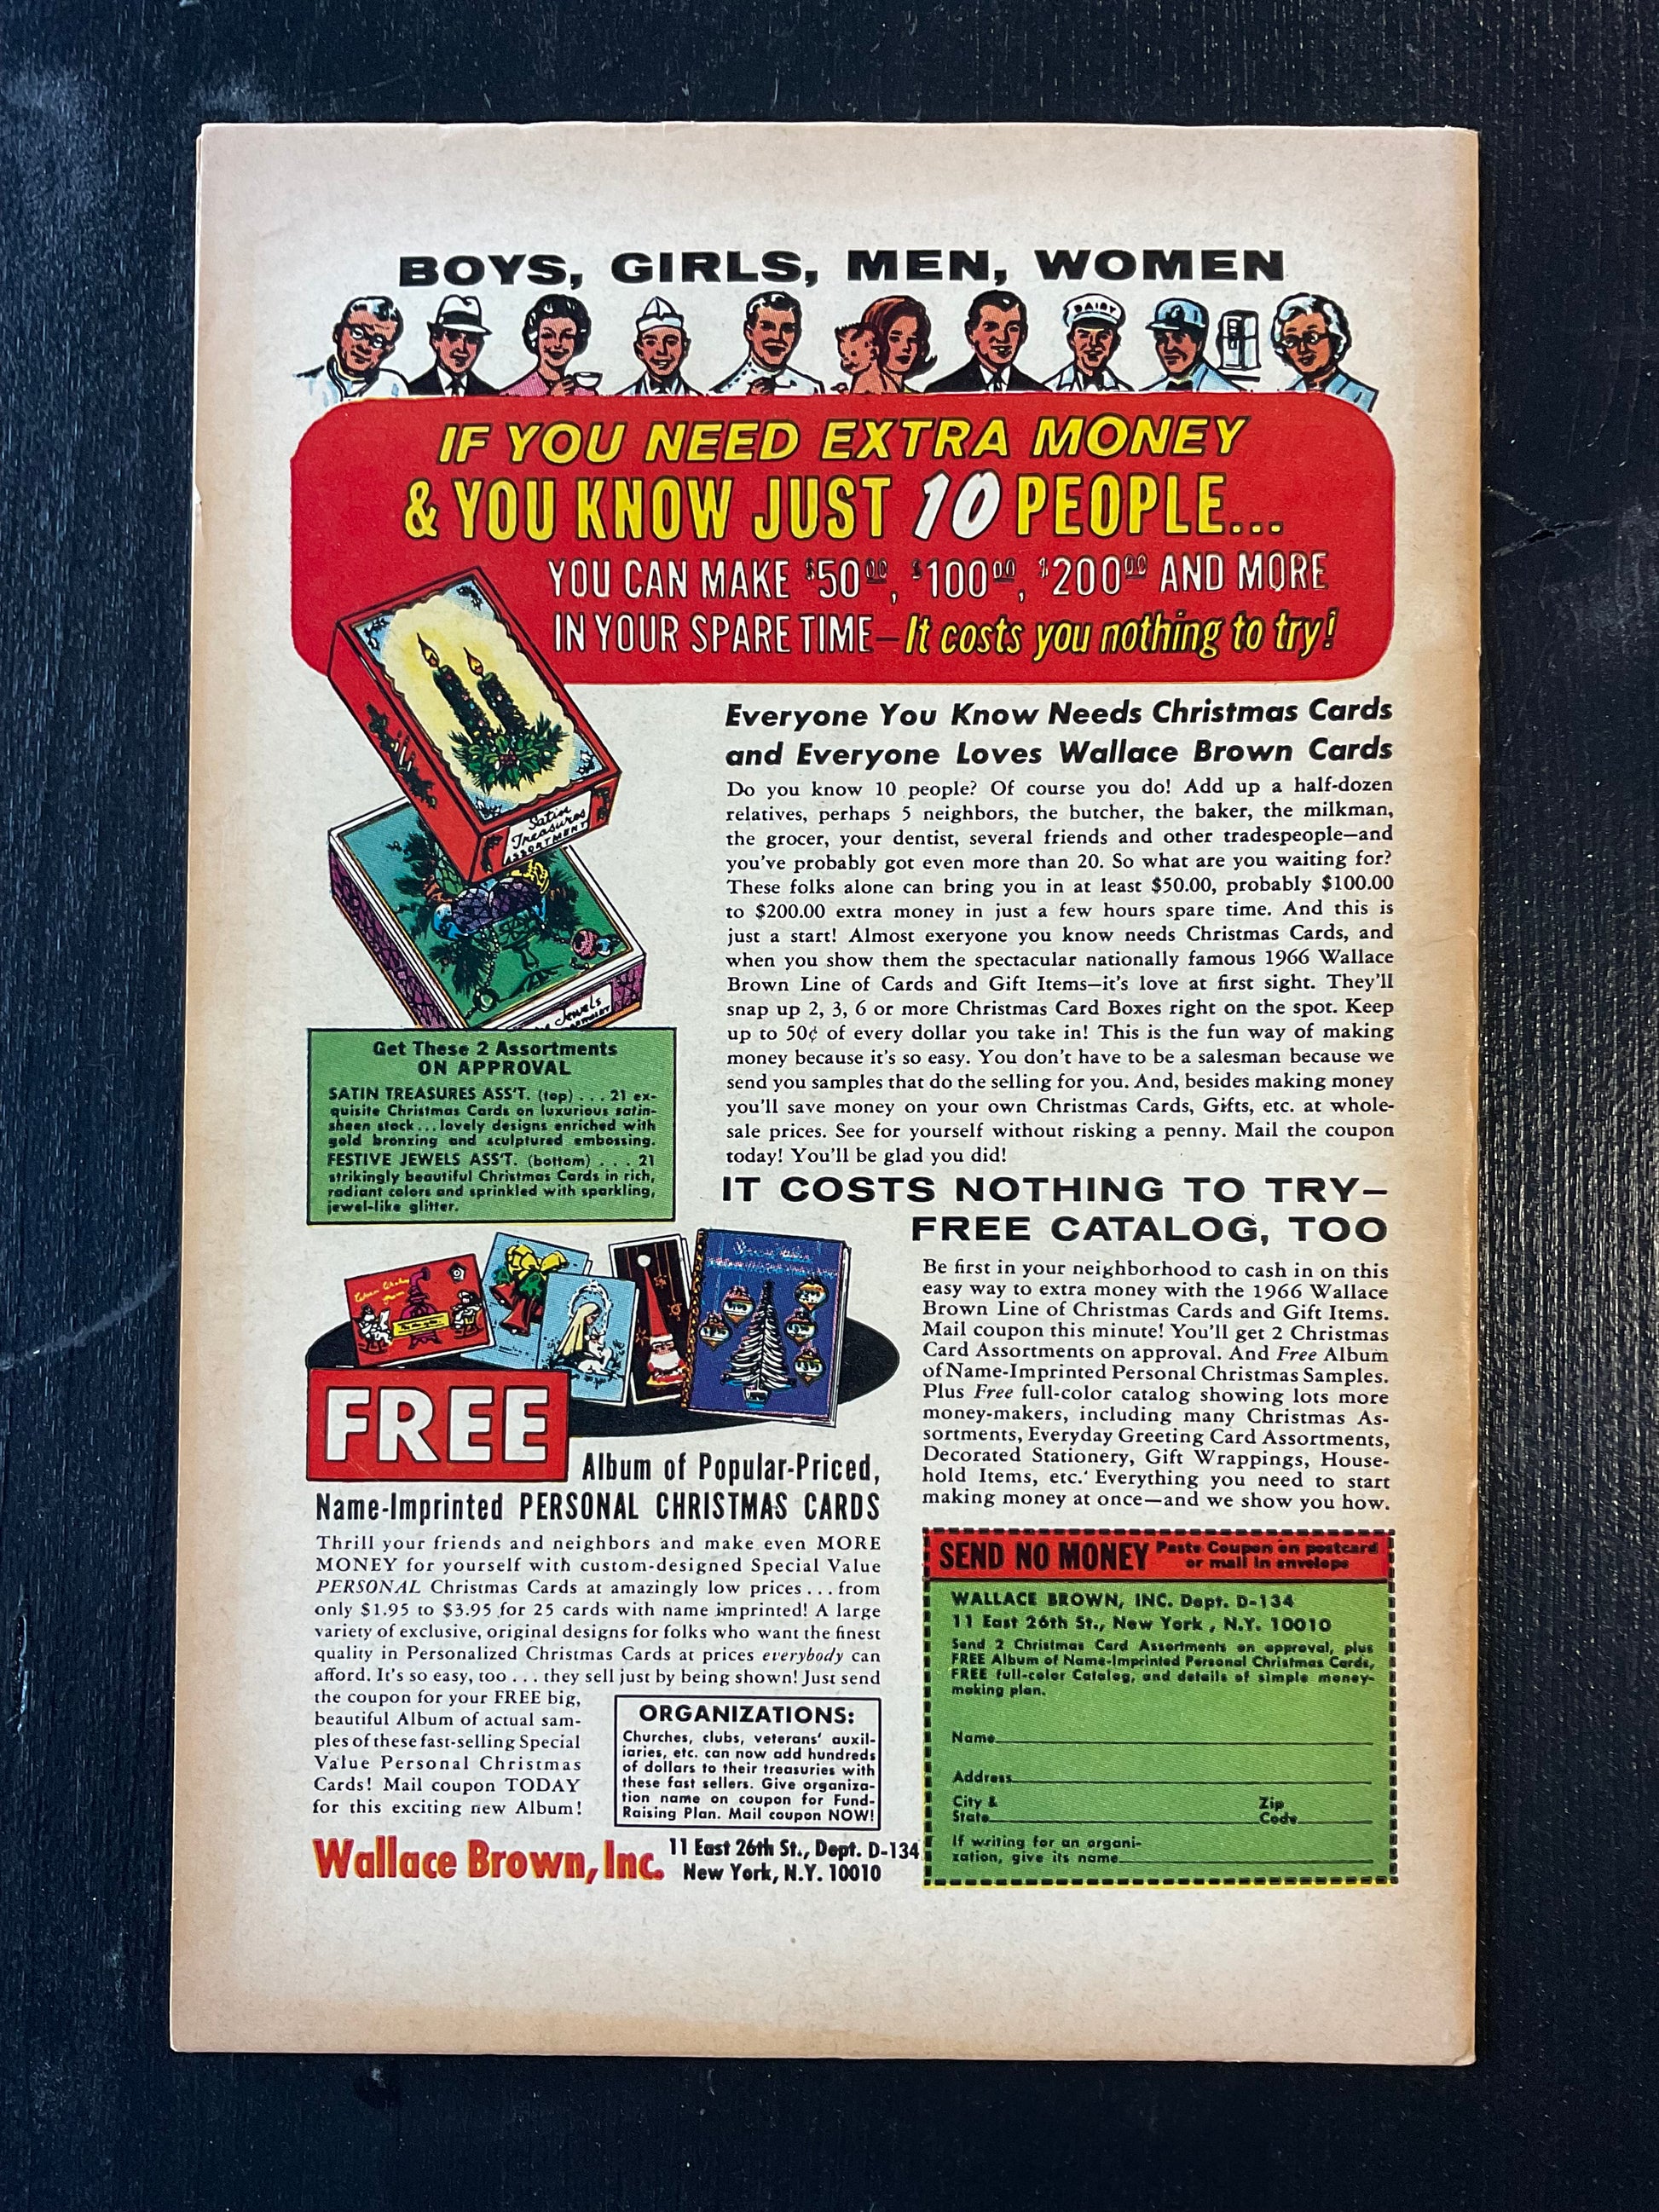 BOYS, GIRLS, MEN, WOMEN
DAIRY
IF YOU NEED EXTRA MONEY
& YOU KNOW JUST 10 PEOPLE...
YOU CAN MAKE $50.00, $100.00, $200.00 AND MORE
IN YOUR SPARE TIME—It costs you nothing to try!
Satin
Treasures
ASSORTMENT
Jewels
Everyone You Know Needs Christmas Cards
and Everyone Loves Wallace Brown Cards
Do you know 10 people? Of course you do! Add up a half-dozen
relatives, perhaps 5 neighbors, the butcher, the baker, the milkman,
the grocer, your dentist, several friends and other tradespeople—and
you've probably got even more than 20. So what are you waiting for?
These folks alone can bring you in at least $50.00, probably $100.00
to $200.00 extra money in just a few hours spare time. And this is
just a start! Almost exeryone you know needs Christmas Cards, and
when you show them the spectacular nationally famous 1966 Wallace
Brown Line of Cards and Gift Items—it's love at first sight. They'll
snap up 2, 3, 6 or more Christmas Card Boxes right on the spot. Keep
up to 50¢ of every dollar you take in! This is the fun way of making
money because it's so easy. You don't have to be a salesman because we
send you samples that do the selling for you. And, besides making money
you'll save money on your own Christmas Cards, Gifts, etc. at whole-
sale prices. See for yourself without risking a penny. Mail the coupon
today! You'll be glad you did!
Get These 2 Assortments
ON APPROVAL
SATIN TREASURES ASS'T. (top) . . . 21 ex-
quisite Christmas Cards on luxurious satin-
sheen stock...lovely designs enriched with
gold bronzing and sculptured embossing.
FESTIVE JEWELS ASS'T. (bottom) . . . 21
strikingly beautiful Christmas Cards in rich,
radiant colors and sprinkled with sparkling,
jewel-like glitter.
IT COSTS NOTHING TO TRY—
FREE CATALOG, TOO
Be first in your neighborhood to cash in on this
easy way to extra money with the 1966 Wallace
Brown Line of Christmas Cards and Gift Items.
Mail coupon this minute! You'll get 2 Christmas
Card Assortments on approval. And Free Album
of Name-Imprinted Personal Christmas Samples.
Plus Free full-color catalog showing lots more
money-makers, including many Christmas As-
sortments, Everyday Greeting Card Assortments,
Decorated Stationery, Gift Wrappings, House-
hold Items, etc. Everything you need to start
making money at once—and we show you how.
FREE
Album of Popular-Priced,
Name-Imprinted PERSONAL CHRISTMAS CARDS
Thrill your friends and neighbors and make even MORE
MONEY for yourself with custom-designed Special Value
PERSONAL Christmas Cards at amazingly low prices...from
only $1.95 to $3.95 for 25 cards with name imprinted! A large
variety of exclusive, original designs for folks who want the finest
quality in Personalized Christmas Cards at prices everybody can
afford. It's so easy, too . . . they sell just by being shown! Just send
the coupon for your FREE big,
beautiful Album of actual sam-
ples of these fast-selling Special
Value Personal Christmas
Cards! Mail coupon TODAY
for this exciting new Album!
ORGANIZATIONS:
Churches, clubs, veterans' auxil-
iaries, etc. can now add hundreds
of dollars to their treasuries with
these fast sellers. Give organiza-
tion name on coupon for Fund-
Raising Plan. Mail coupon NOW!
Wallace Brown, Inc.
11 East 26th St., Dept. D-134
New York, N.Y. 10010
SEND NO MONEY Paste Coupon on postcard
or mail in envelope
WALLACE BROWN, INC. Dept. D-134
11 East 26th St., New York, N.Y. 10010
Send 2 Christmas Card Assortments on approval, plus
FREE Album of Name-Imprinted Personal Christmas Cards,
FREE full-color Catalog, and details of simple money-
making plan.
Name
Address
City & Zip
State Code
If writing for an organi-
zation, give its name